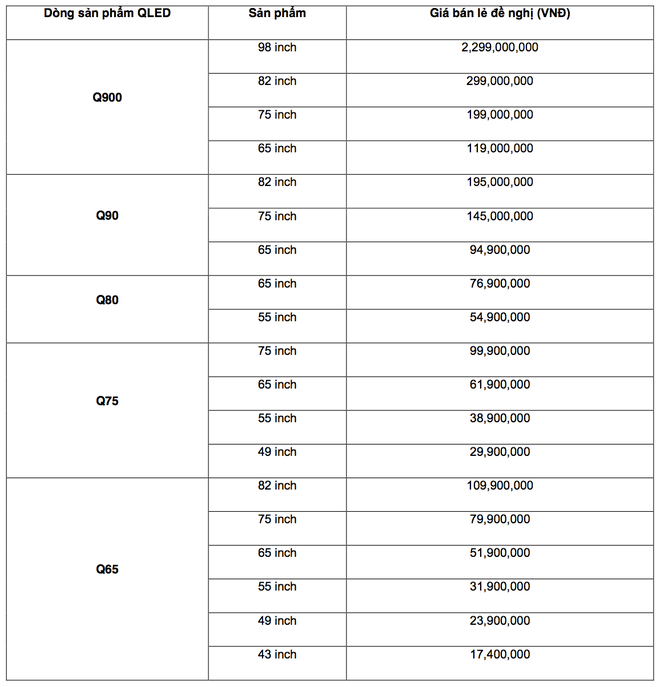 Dòng sản phẩm QLED Sản phẩm Giá bán lẻ đề nghị (VNĐ)
Q900
98 inch 2,299,000,000
82 inch 299,000,000
75 inch 199,000,000
65 inch 119,000,000
Q90
82 inch 195,000,000
75 inch 145,000,000
65 inch 94,900,000
Q80
65 inch 76,900,000
55 inch 54,900,000
Q75
75 inch 99,900,000
65 inch 61,900,000
55 inch 38,900,000
49 inch 29,900,000
Q65
82 inch 109,900,000
75 inch 79,900,000
65 inch 51,900,000
55 inch 31,900,000
49 inch 23,900,000
43 inch 17,400,000